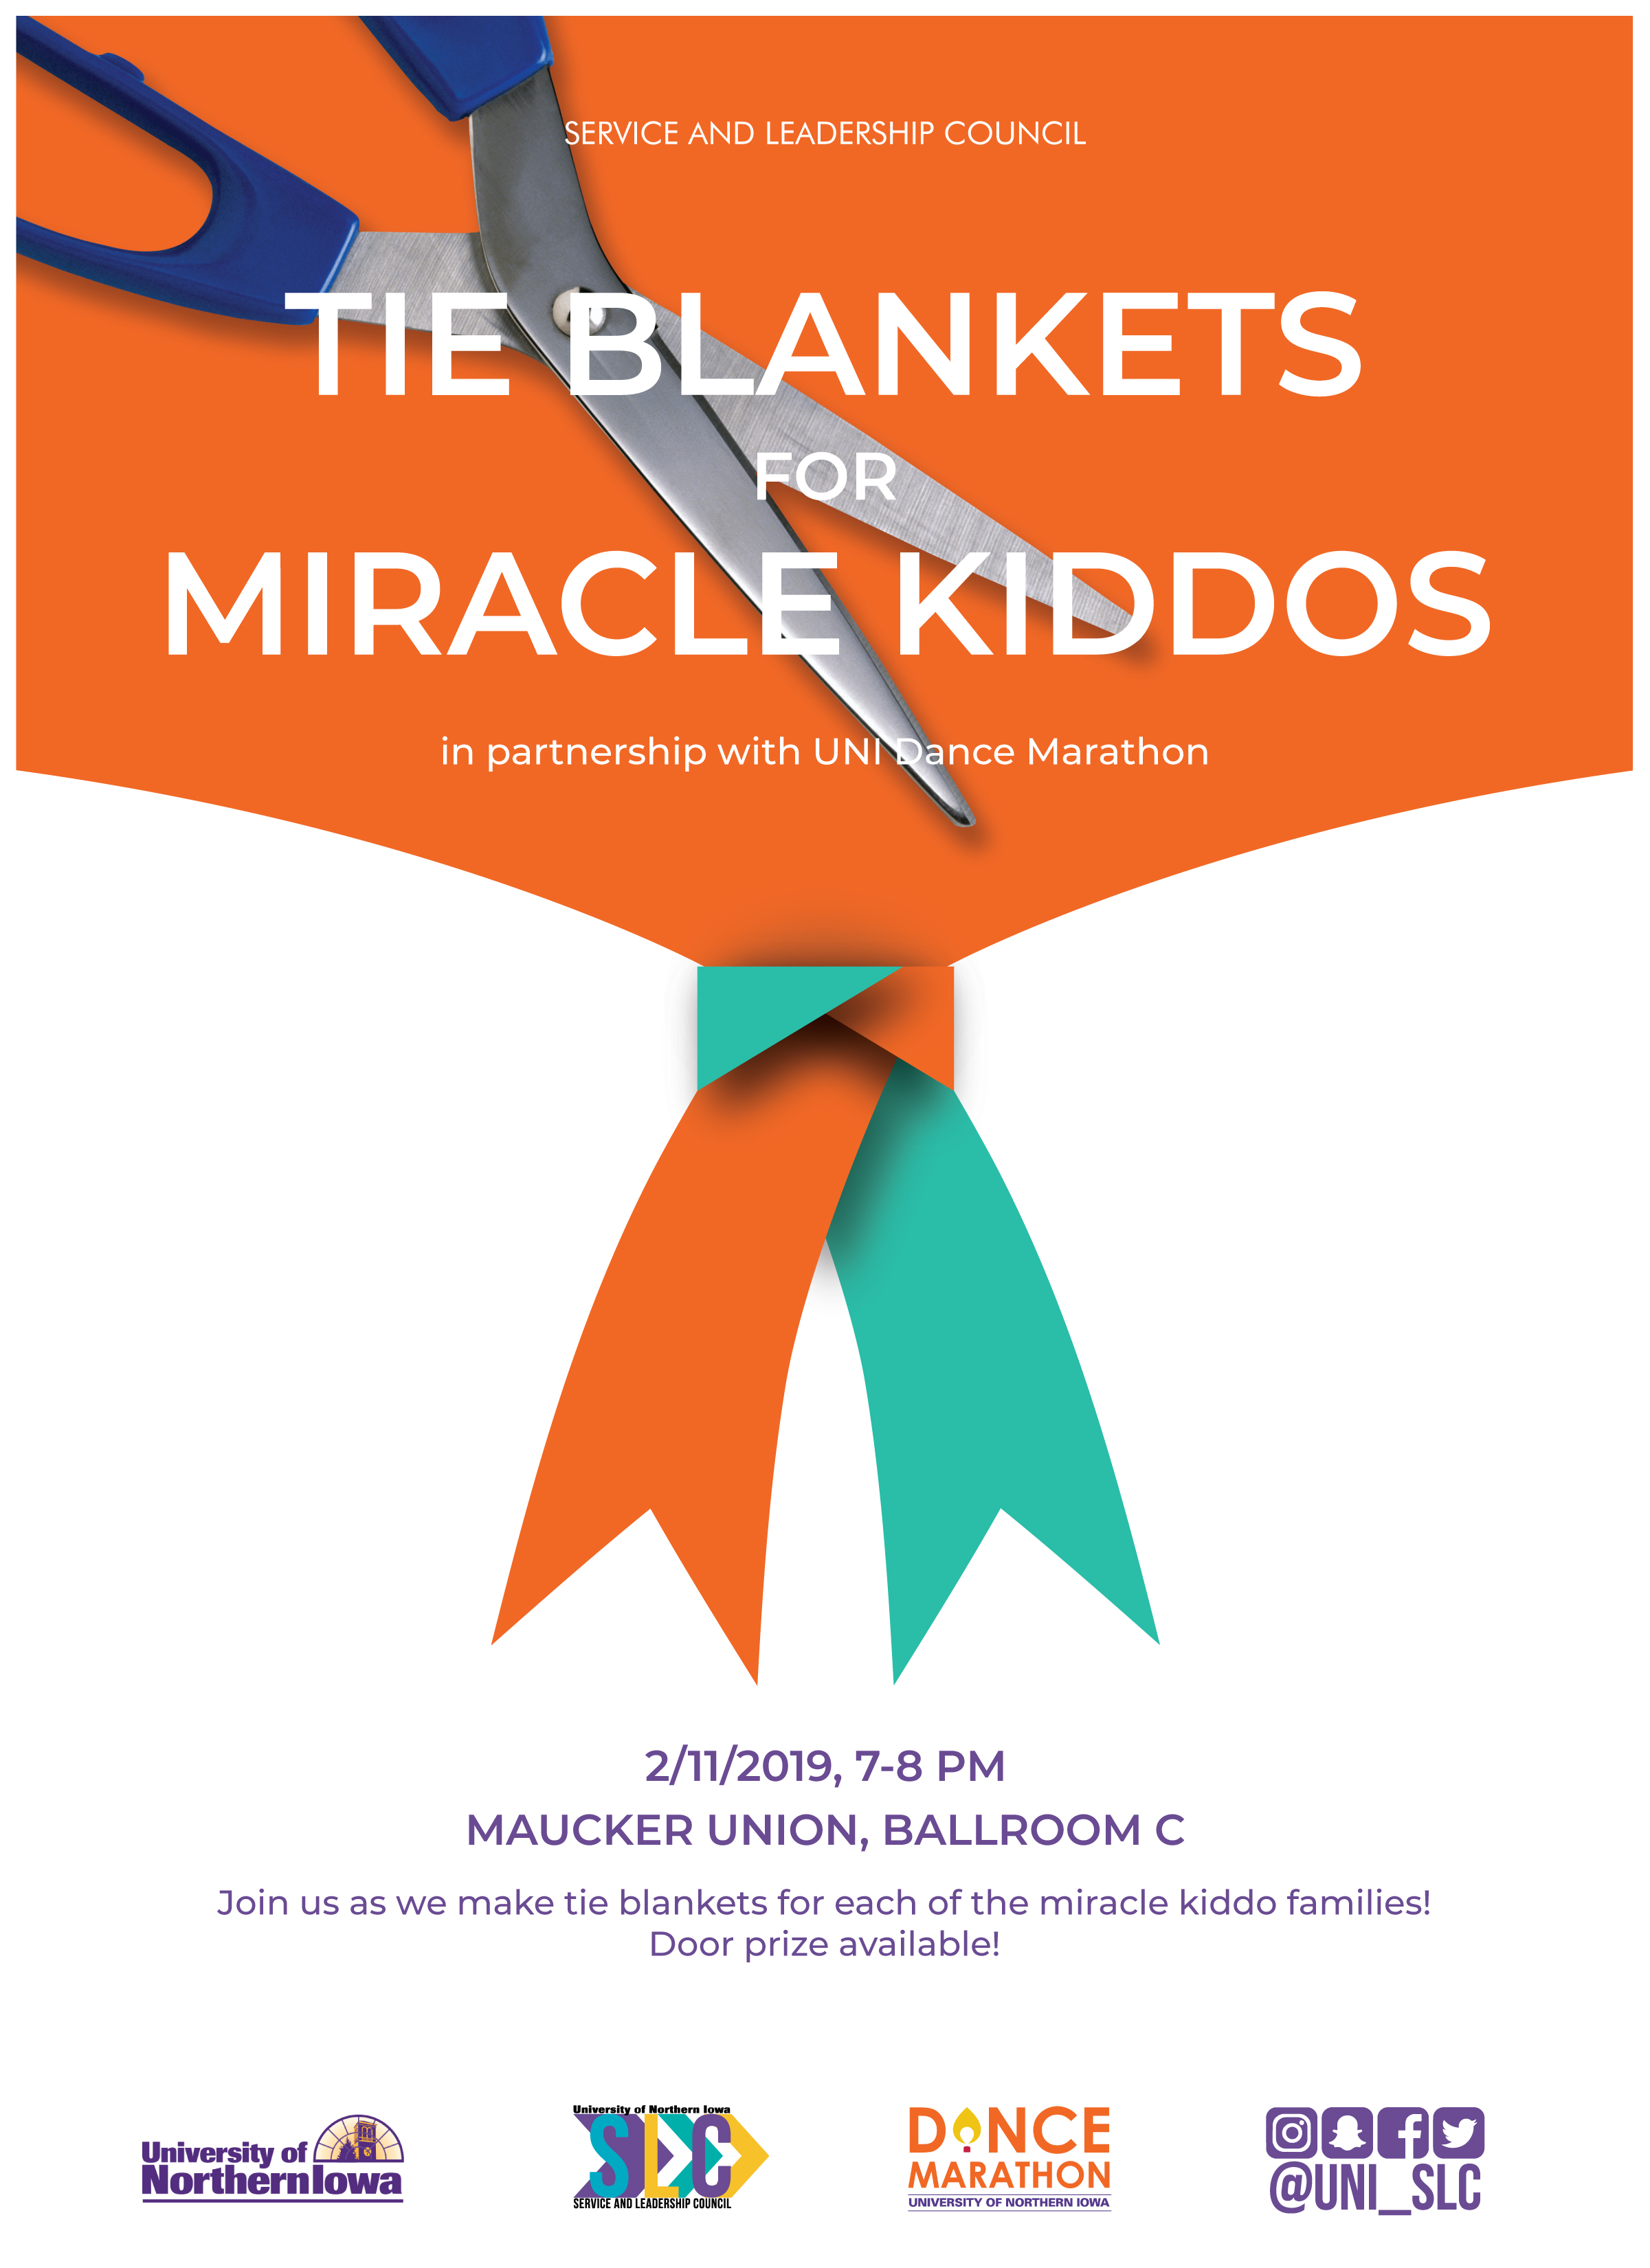 SERVICE AND LEADERSHIP COUNCIL
TIE BLANKETS
FOR
MIRACLE KIDDOS
in partnership with UNI Dance Marathon
2/11/2019, 7-8 PM
MAUCKER UNION, BALLROOM C
Join us as we make tie blankets for each of the miracle kiddo families!
Door prize available!
University of
Northern Iowa
University of Northern Iowa
SLC
SERVICE AND LEADERSHIP COUNCIL
DANCE
MARATHON
UNIVERSITY OF NORTHERN IOWA
@UNI_SLC